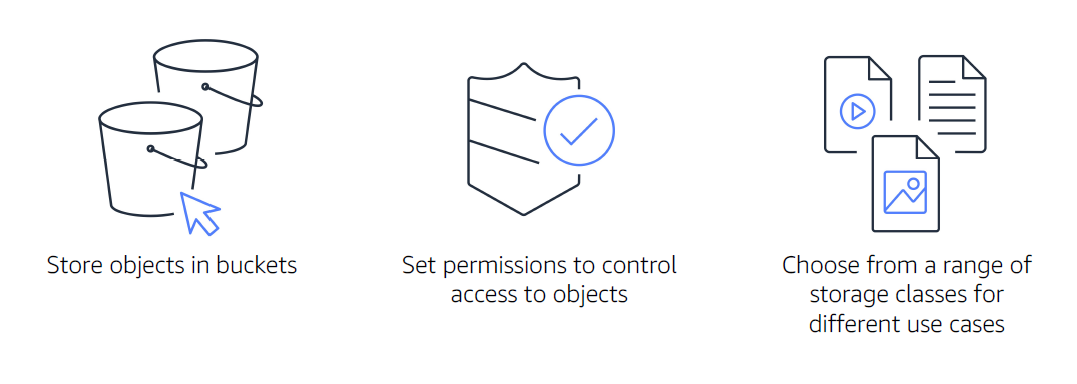 Store objects in buckets
Set permissions to control
access to objects
Choose from a range of
storage classes for
different use cases